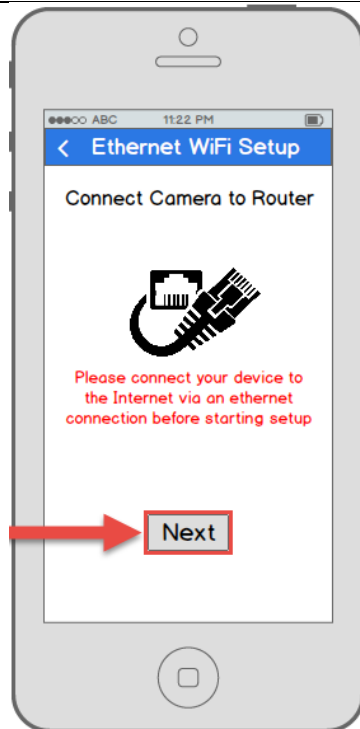 ABC 11:22 PM
< Ethernet WiFi Setup
Connect Camera to Router
Please connect your device to
the Internet via an ethernet
connection before starting setup
Next